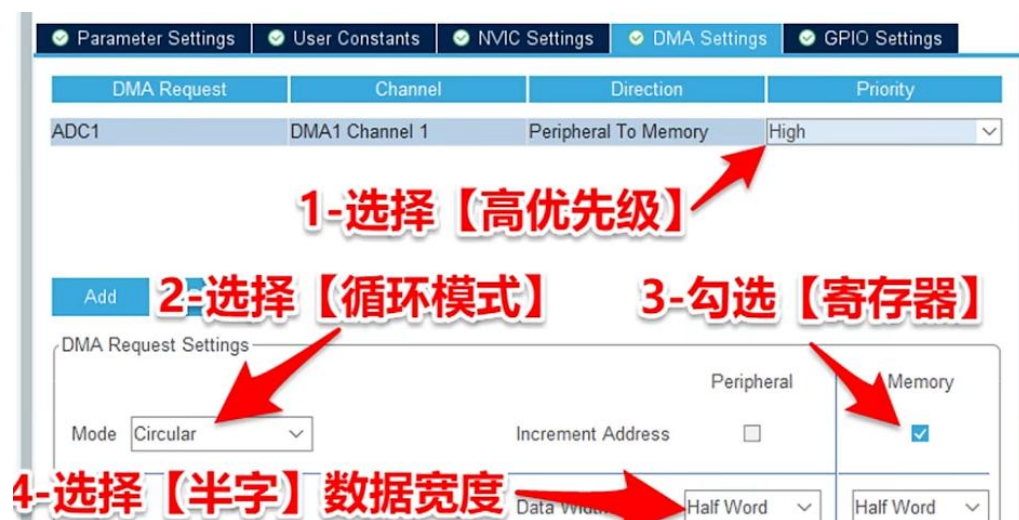 Parameter Settings User Constants NVIC Settings DMA Settings GPIO Settings
DMA Request Channel Direction Priority
ADC1 DMA1 Channel 1 Peripheral To Memory High
1-选择【高优先级】
Add 2-选择【循环模式】 3-勾选【寄存器】
DMA Request Settings
Peripheral Memory
Mode Circular Increment Address
4-选择【半字】数据宽度 Data Width Half Word Half Word